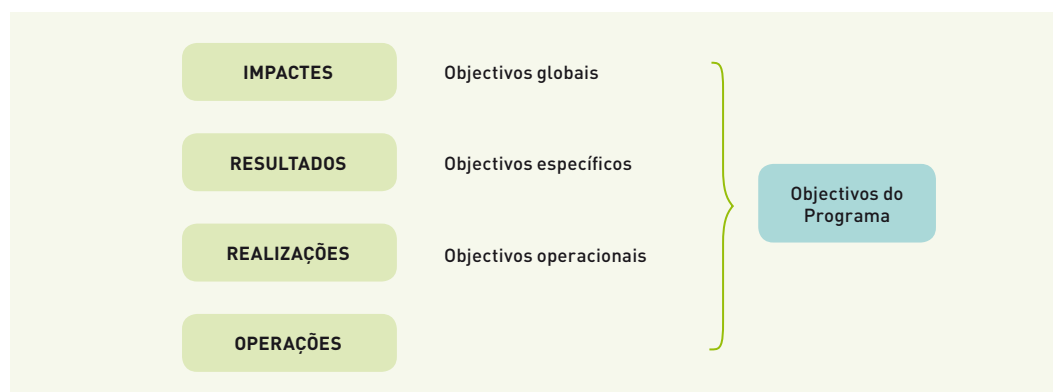 IMPACTES
Objectivos globais
RESULTADOS
Objectivos específicos
REALIZAÇÕES
Objectivos operacionais
OPERAÇÕES
Objectivos do
Programa